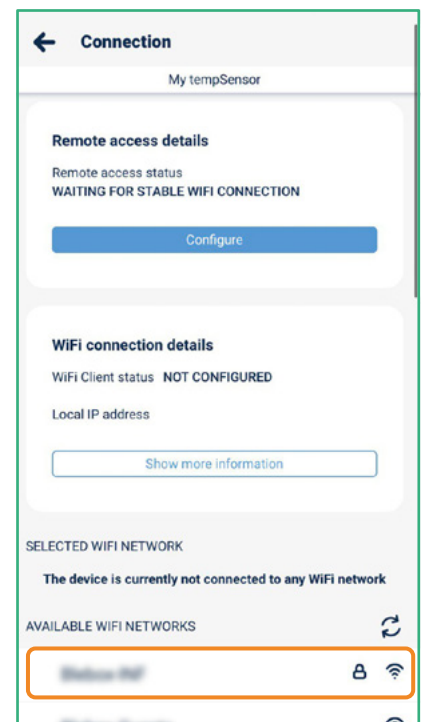 Connection
My tempSensor
Remote access details
Remote access status
WAITING FOR STABLE WIFI CONNECTION
Configure
WiFi connection details
WiFi Client status NOT CONFIGURED
Local IP address
Show more information
SELECTED WIFI NETWORK
The device is currently not connected to any WiFi network
AVAILABLE WIFI NETWORKS